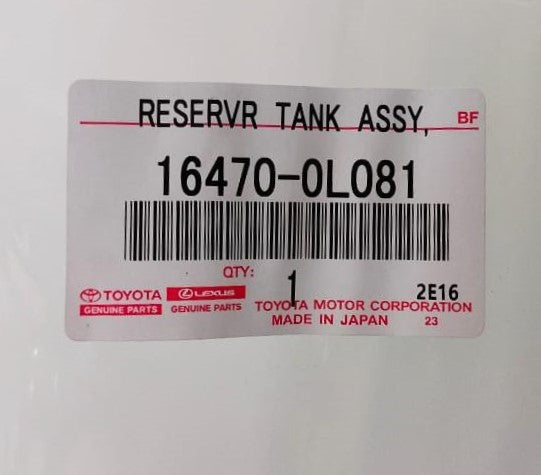 RESERVR TANK ASSY, BF
16470-0L081
QTY: 1
2E16
TOYOTA LEXUS
GENUINE PARTS GENUINE PARTS
TOYOTA MOTOR CORPORATION
MADE IN JAPAN 23